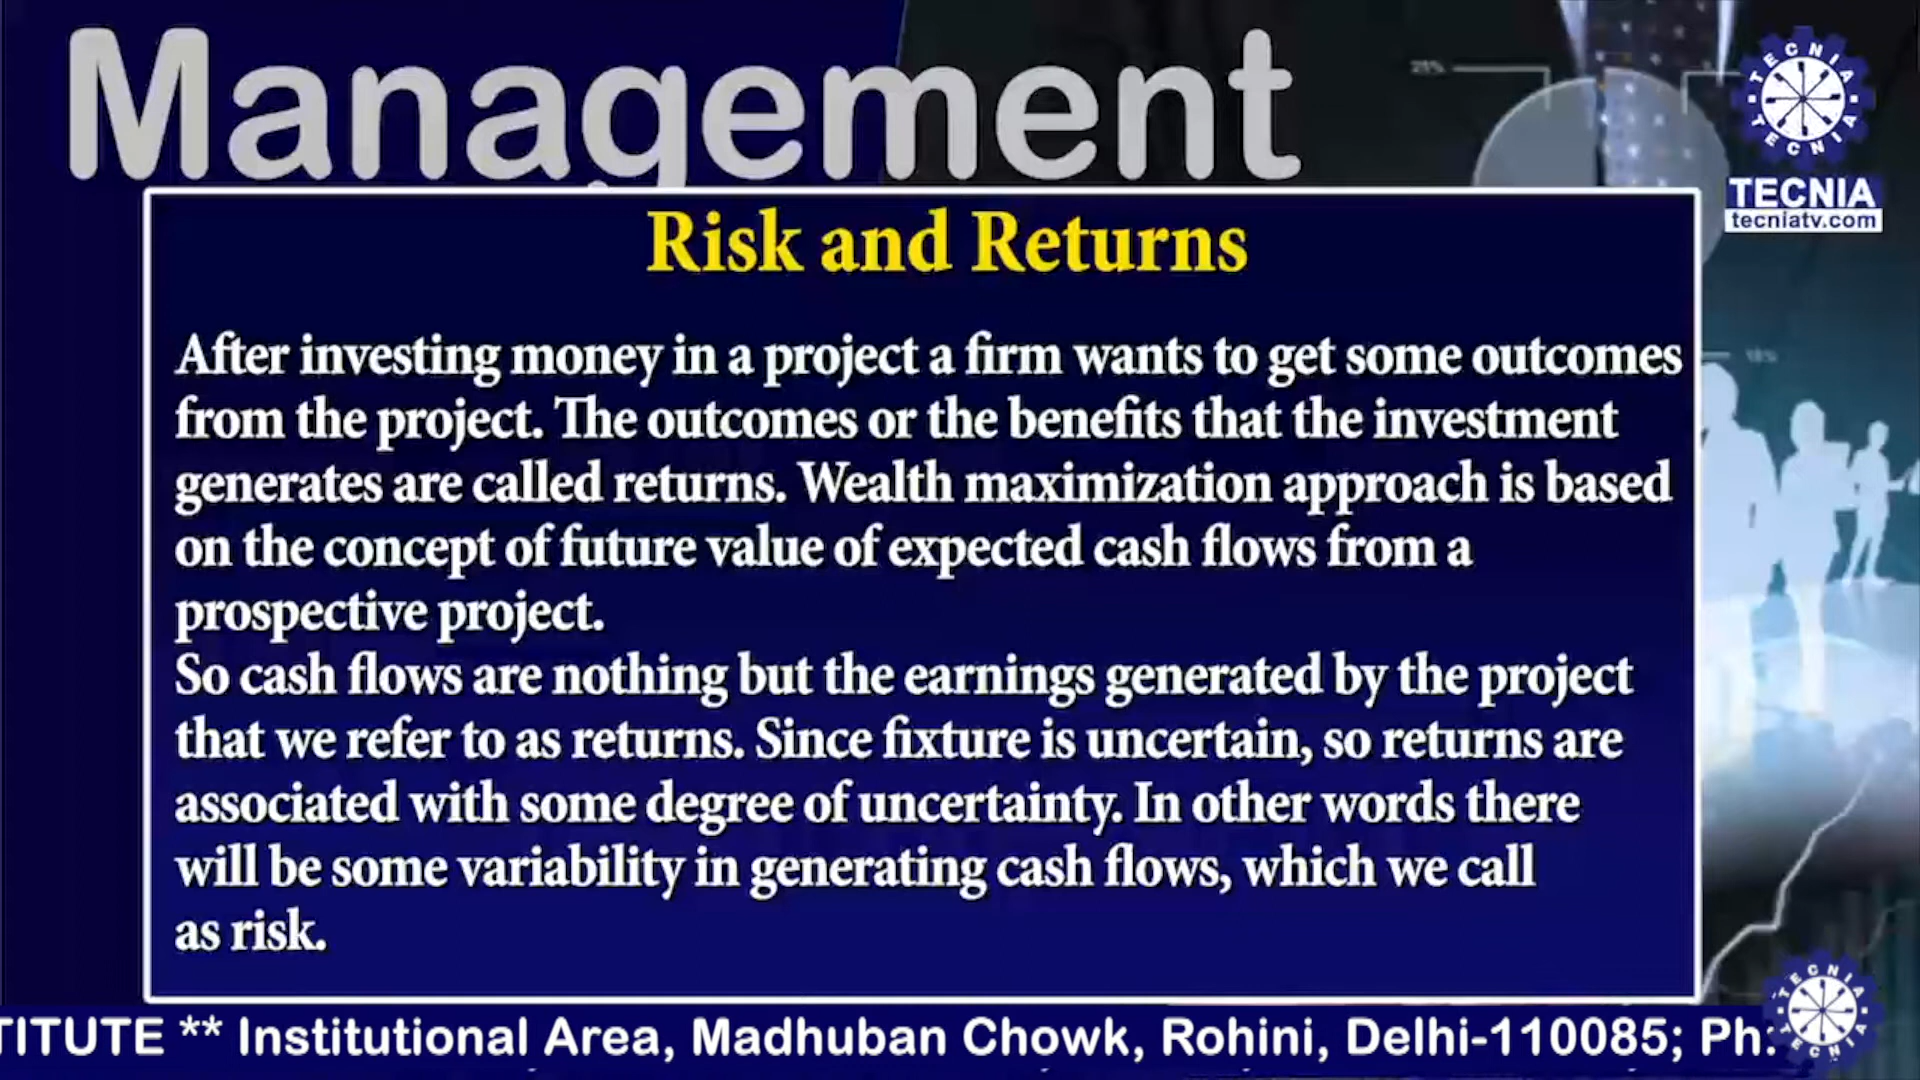 Management
TECNIA TECNIA
TECNIA
tecniatv.com
Risk and Returns
After investing money in a project a firm wants to get some outcomes
from the project. The outcomes or the benefits that the investment
generates are called returns. Wealth maximization approach is based
on the concept of future value of expected cash flows from a
prospective project.
So cash flows are nothing but the earnings generated by the project
that we refer to as returns. Since fixture is uncertain, so returns are
associated with some degree of uncertainty. In other words there
will be some variability in generating cash flows, which we call
as risk.
TITUTE ** Institutional Area, Madhuban Chowk, Rohini, Delhi-110085; Ph:
TECNIA TECNIA